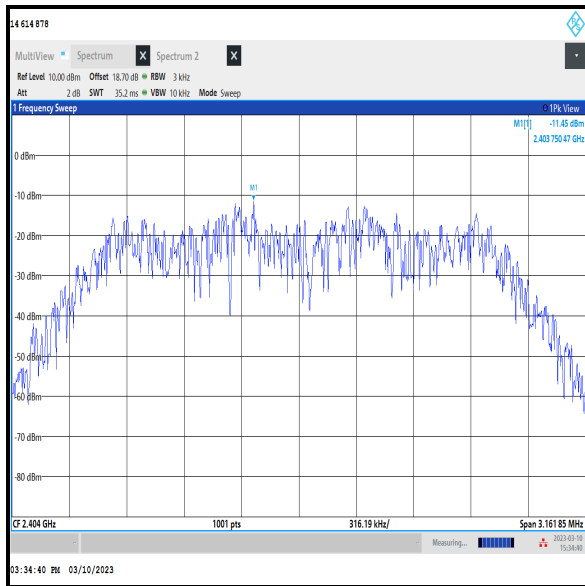 14 614 878
MultiView Spectrum X Spectrum 2 X
Ref Level 10.00 dBm Offset 18.70 dB RBW 3 kHz
Att 2 dB SWT 35.2 ms VBW 10 kHz Mode Sweep
1 Frequency Sweep 1Pk View
M1[1] -11.45 dBm
2.403 750 47 GHz
0 dBm
-10 dBm
M1
-20 dBm
-30 dBm
-40 dBm
-50 dBm
-60 dBm
-70 dBm
-80 dBm
CF 2.404 GHz 1001 pts 316.19 kHz/ Span 3.161 85 MHz
Measuring... 2023-03-10
15:34:40
03:34:40 PM 03/10/2023